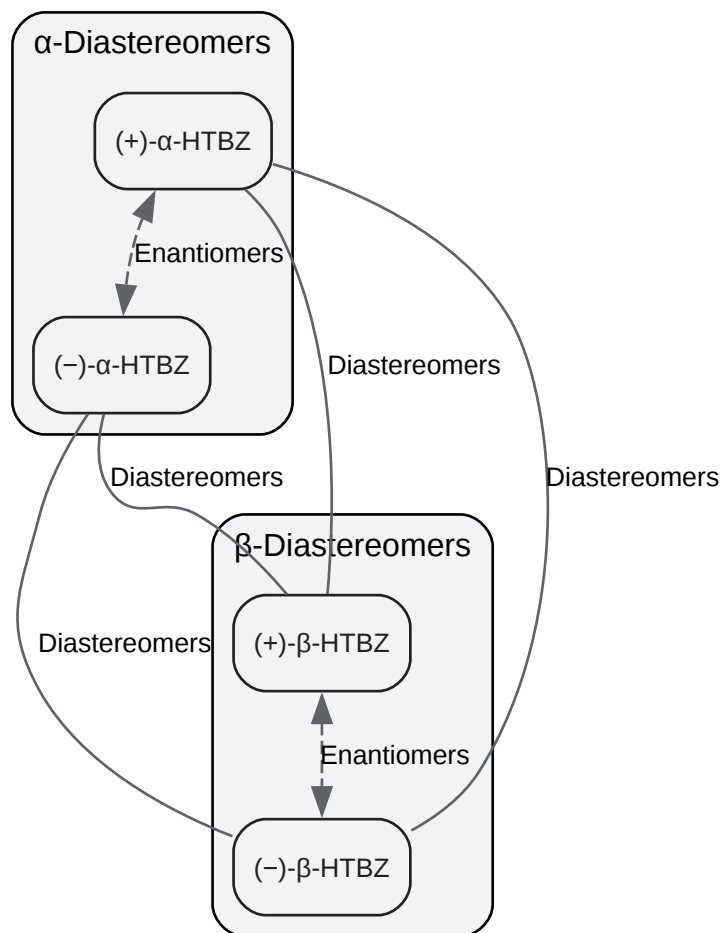 α-Diastereomers
(+)-α-HTBZ
Enantiomers
(−)-α-HTBZ
Diastereomers
Diastereomers
Diastereomers
β-Diastereomers
(+)-β-HTBZ
Diastereomers
Enantiomers
(−)-β-HTBZ